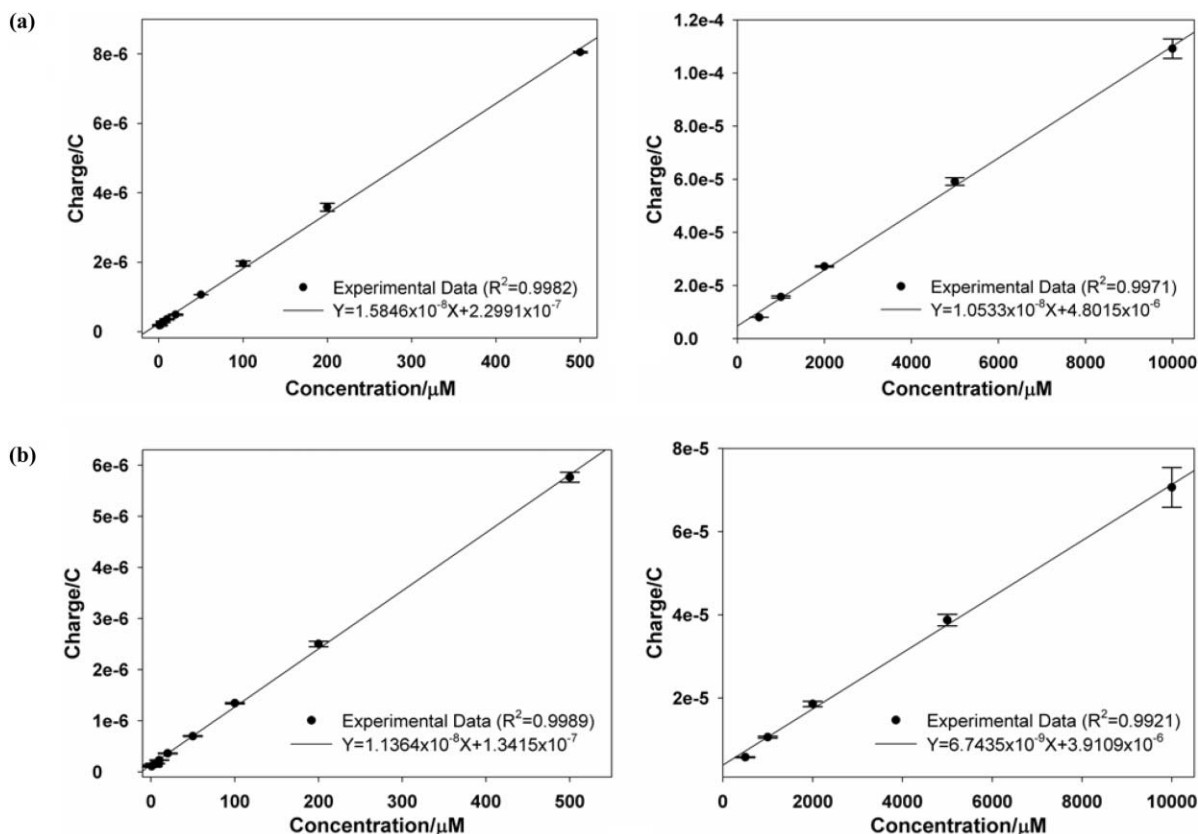 (a)
Charge/C
8e-6
6e-6
4e-6
2e-6
0
0 100 200 300 400 500
Concentration/μM
Experimental Data (R²=0.9982)
Y=1.5846x10⁻⁸X+2.2991x10⁻⁷
Charge/C
1.2e-4
1.0e-4
8.0e-5
6.0e-5
4.0e-5
2.0e-5
0.0
0 2000 4000 6000 8000 10000
Concentration/μM
Experimental Data (R²=0.9971)
Y=1.0533x10⁻⁸X+4.8015x10⁻⁶
(b)
Charge/C
6e-6
5e-6
4e-6
3e-6
2e-6
1e-6
0
0 100 200 300 400 500
Concentration/μM
Experimental Data (R²=0.9989)
Y=1.1364x10⁻⁸X+1.3415x10⁻⁷
Charge/C
8e-5
6e-5
4e-5
2e-5
0 2000 4000 6000 8000 10000
Concentration/μM
Experimental Data (R²=0.9921)
Y=6.7435x10⁻⁹X+3.9109x10⁻⁶